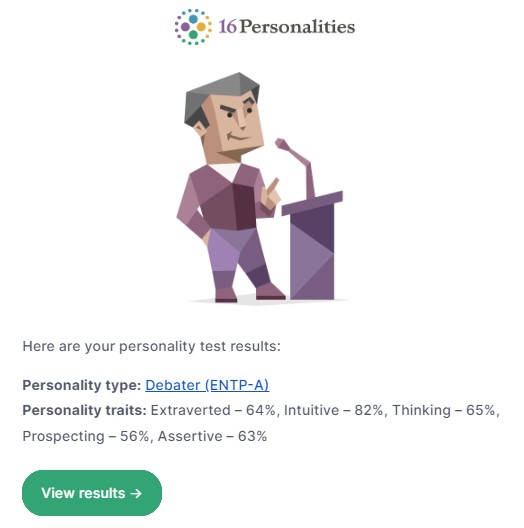 16Personalities
Here are your personality test results:
Personality type: Debater (ENTP-A)
Personality traits: Extraverted – 64%, Intuitive – 82%, Thinking – 65%,
Prospecting – 56%, Assertive – 63%
View results →